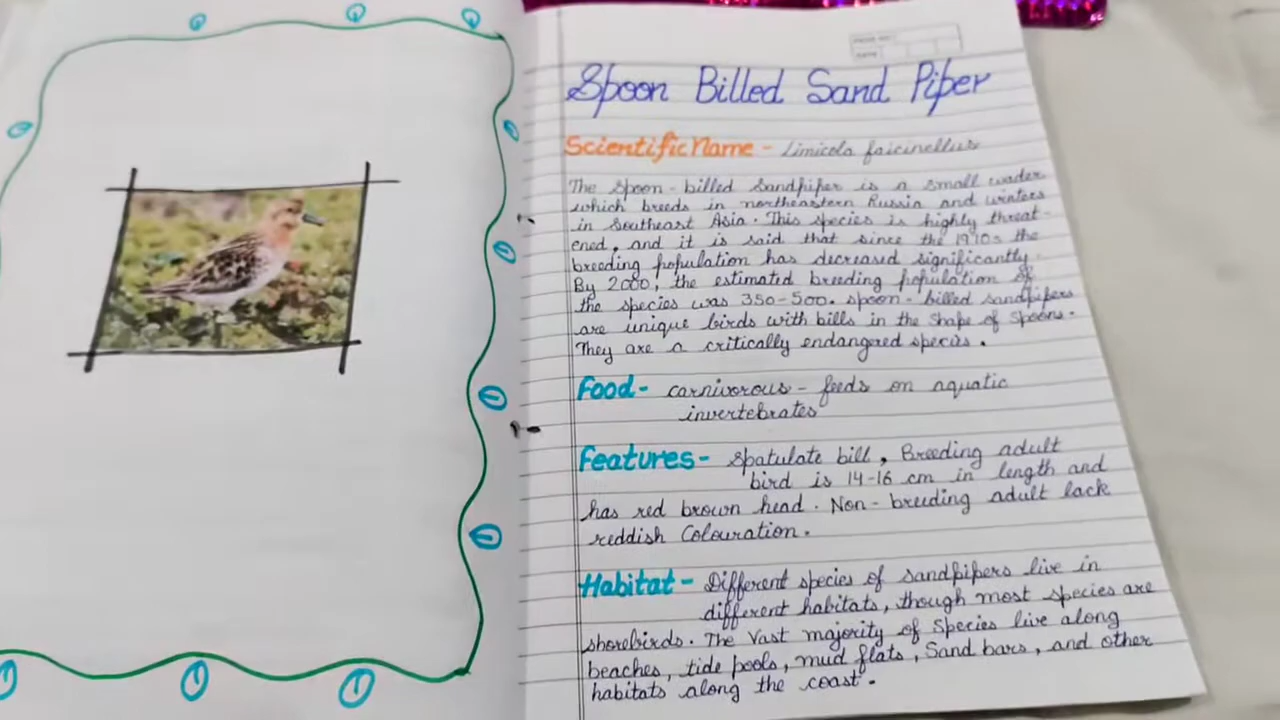 Spoon Billed Sand Piper
Scientific Name - Limicola faicinellus
The Spoon-billed Sandpiper is a small wader
which breeds in northeastern Russia and winters
in Southeast Asia. This species is highly threat-
ened, and it is said that since the 1970s the
breeding population has decreased significantly.
By 2000, the estimated breeding population of
the species was 350-500. spoon-billed sandpipers
are unique birds with bills in the shape of spoons.
They are a critically endangered species.
Food - carnivorous - feeds on aquatic
invertebrates
Features - Spatulate bill, Breeding adult
bird is 14-16 cm in length and
has red brown head. Non-breeding adult lack
reddish Colouration.
Habitat - Different species of sandpipers live in
different habitats, though most species are
shorebirds. The Vast majority of Species live along
beaches, tide pools, mud flats, Sand bars, and other
habitats along the coast.